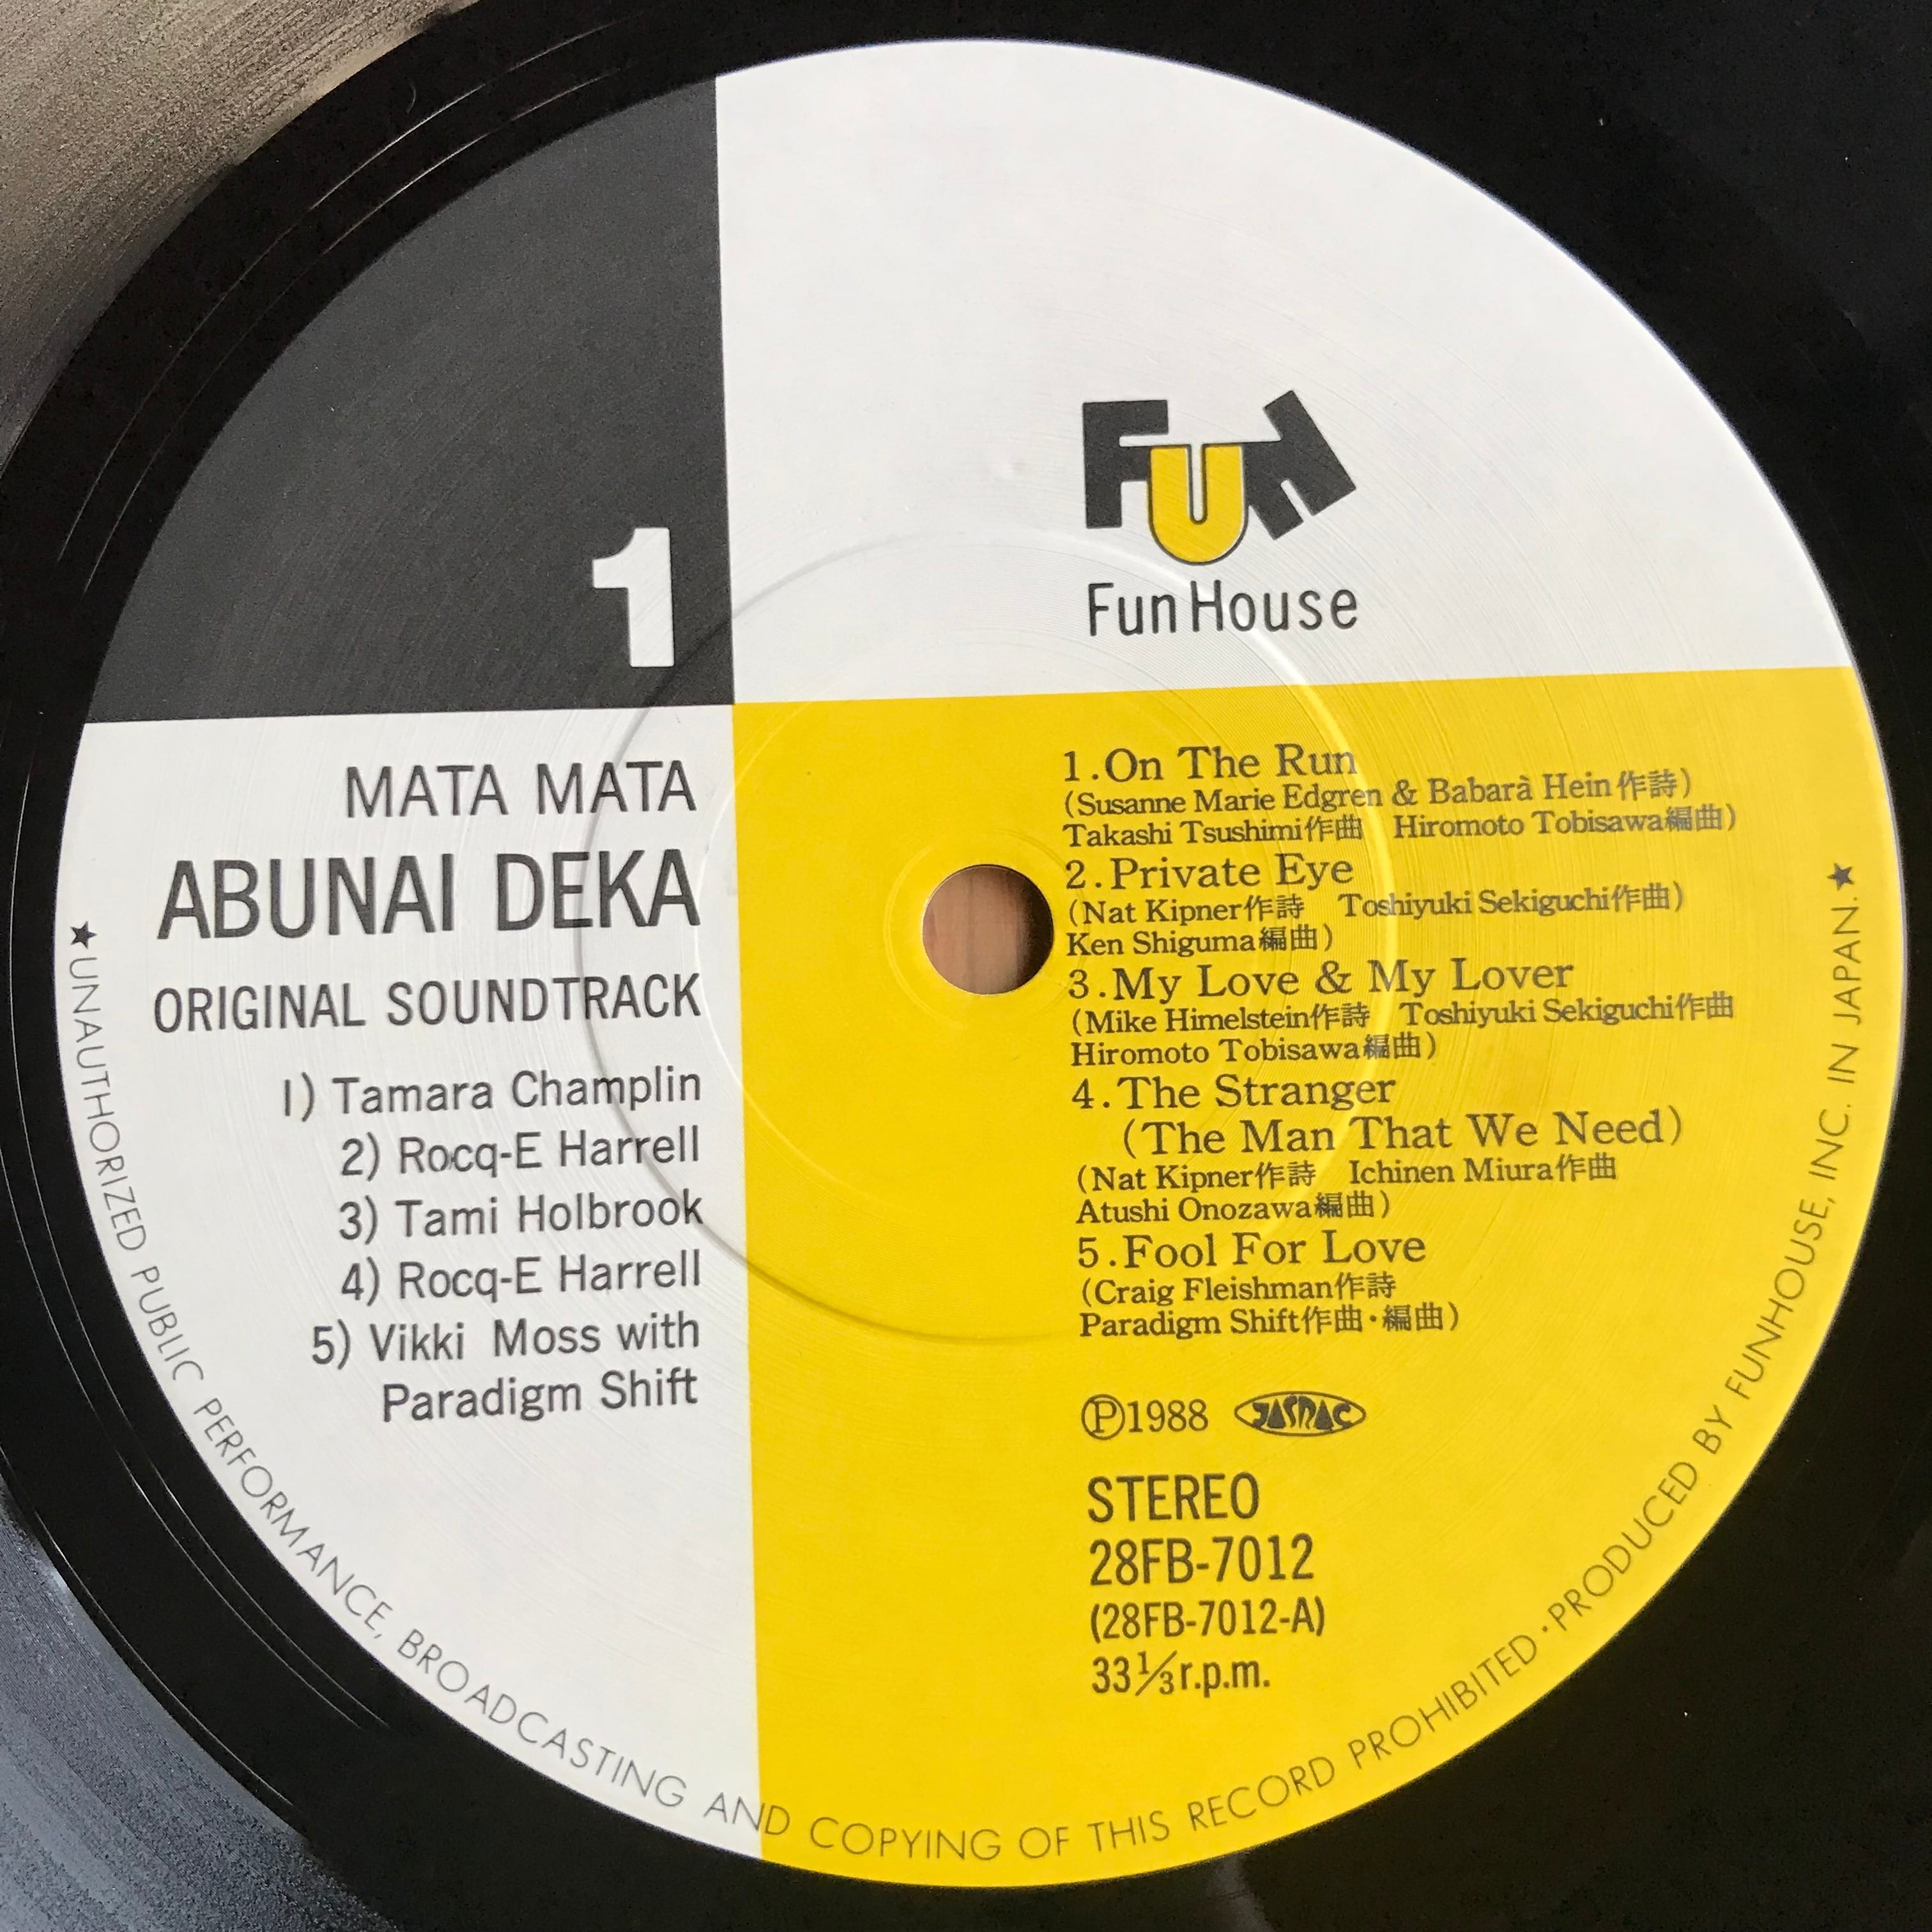 1
FUN
Fun House
MATA MATA
ABUNAI DEKA
ORIGINAL SOUNDTRACK
1) Tamara Champlin
2) Rocq-E Harrell
3) Tami Holbrook
4) Rocq-E Harrell
5) Vikki Moss with
Paradigm Shift
1.On The Run
(Susanne Marie Edgren & Babarà Hein作詩)
Takashi Tsushimi作曲 Hiromoto Tobisawa編曲)
2.Private Eye
(Nat Kipner作詩 Toshiyuki Sekiguchi作曲)
Ken Shiguma編曲)
3.My Love & My Lover
(Mike Himelstein作詩 Toshiyuki Sekiguchi作曲
Hiromoto Tobisawa編曲)
4.The Stranger
(The Man That We Need)
(Nat Kipner作詩 Ichinen Miura作曲
Atushi Onozawa編曲)
5.Fool For Love
(Craig Fleishman作詩
Paradigm Shift作曲・編曲)
Ⓟ1988 JASRAC
STEREO
28FB-7012
(28FB-7012-A)
33⅓r.p.m.
★UNAUTHORIZED PUBLIC PERFORMANCE, BROADCASTING AND COPYING OF THIS RECORD PROHIBITED・PRODUCED BY FUNHOUSE, INC. IN JAPAN.★